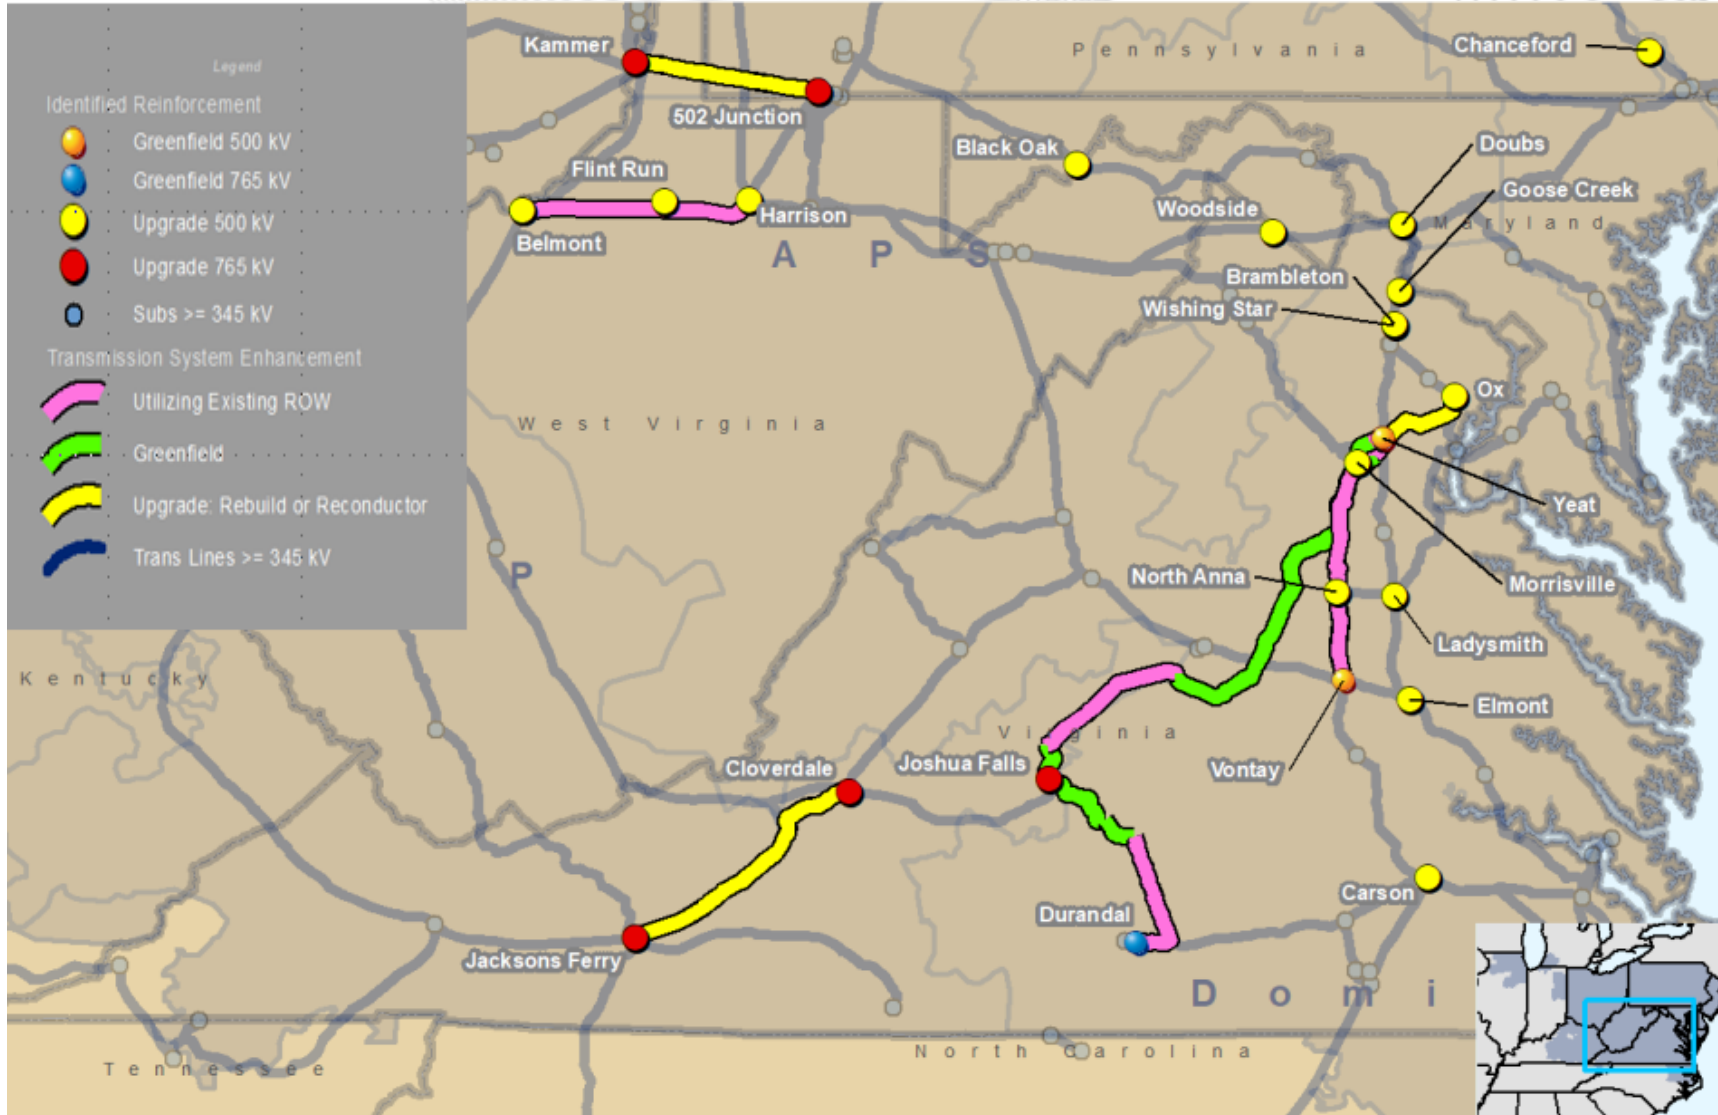 Legend
Identified Reinforcement
Greenfield 500 kV
Greenfield 765 kV
Upgrade 500 kV
Upgrade 765 kV
Subs >= 345 kV
Transmission System Enhancement
Utilizing Existing ROW
Greenfield
Upgrade: Rebuild or Reconductor
Trans Lines >= 345 kV
Kammer
502 Junction
Pennsylvania
Chanceford
Black Oak
Doubs
Flint Run
Goose Creek
Woodside
Harrison
Maryland
Belmont
APS
Brambleton
Wishing Star
Ox
West Virginia
Yeat
P
North Anna
Morrisville
Ladysmith
Kentucky
Elmont
Virginia
Joshua Falls
Cloverdale
Vontay
Carson
Durandal
Jacksons Ferry
Domi
North Carolina
Tennessee